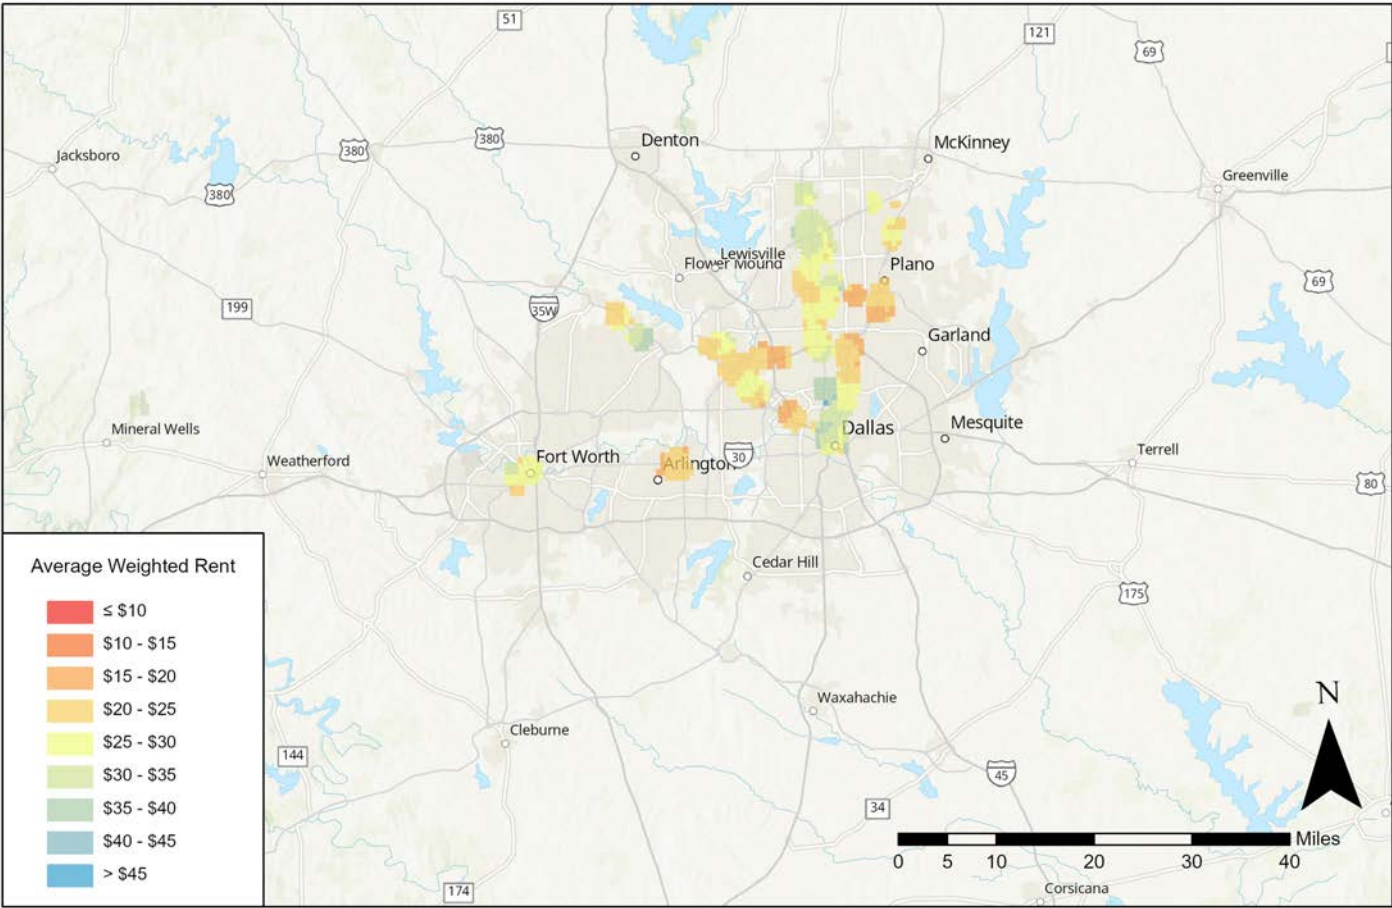 51
121
69
380
Denton
McKinney
Jacksboro
380
380
Greenville
Lewisville
Flower Mound
Plano
69
199
35W
Garland
Mineral Wells
Dallas
Mesquite
Weatherford
Fort Worth
Arlington
30
Terrell
80
Average Weighted Rent
≤ $10
$10 - $15
$15 - $20
$20 - $25
$25 - $30
$30 - $35
$35 - $40
$40 - $45
> $45
Cedar Hill
175
Waxahachie
N
Cleburne
144
45
34
Miles
0 5 10 20 30 40
174
Corsicana